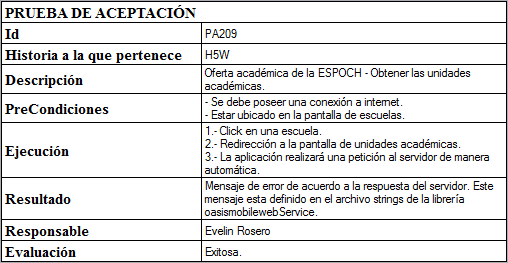 PRUEBA DE ACEPTACIÓN
Id PA209
Historia a la que pertenece H5W
Descripción Oferta académica de la ESPOCH - Obtener las unidades
académicas.
PreCondiciones - Se debe poseer una conexión a internet.
- Estar ubicado en la pantalla de escuelas.
Ejecución 1.- Click en una escuela.
2.- Redirección a la pantalla de unidades académicas.
3.- La aplicación realizará una petición al servidor de manera
automática.
Resultado Mensaje de error de acuerdo a la respuesta del servidor. Este
mensaje esta definido en el archivo strings de la librería
oasismobilewebService.
Responsable Evelin Rosero
Evaluación Exitosa.